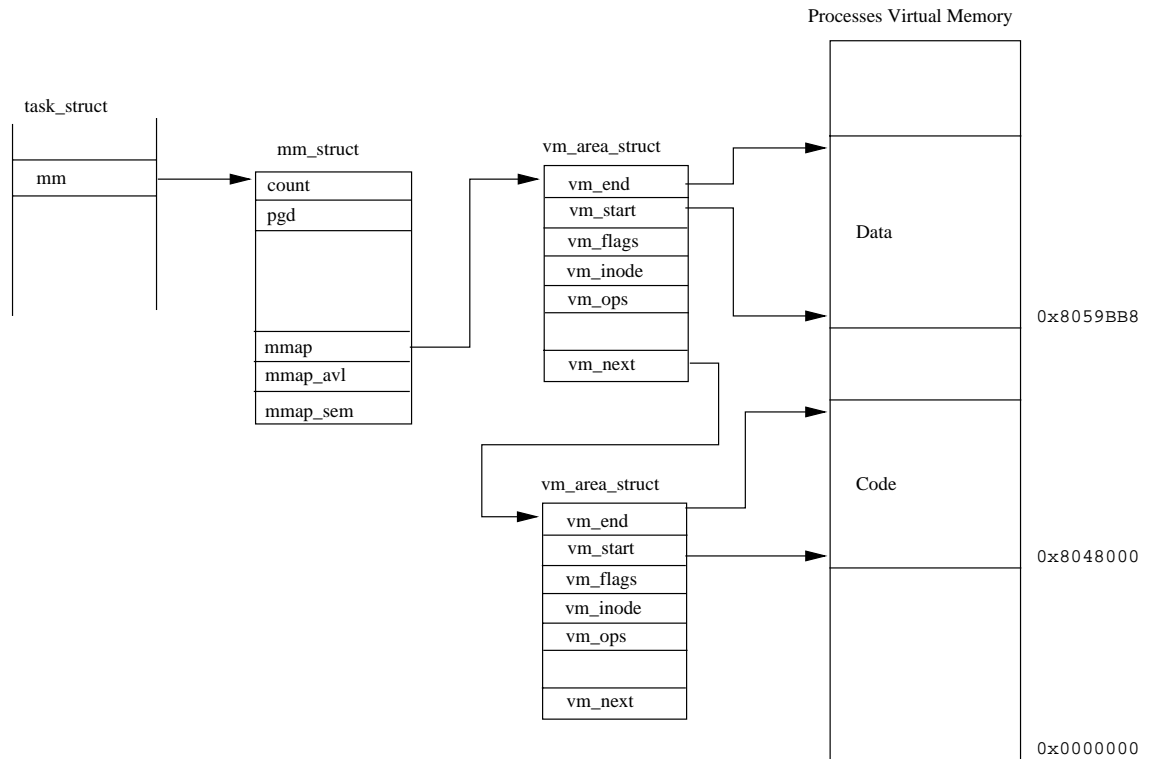 Processes Virtual Memory
task_struct
mm
mm_struct
count
pgd
mmap
mmap_avl
mmap_sem
vm_area_struct
vm_end
vm_start
vm_flags
vm_inode
vm_ops
vm_next
vm_area_struct
vm_end
vm_start
vm_flags
vm_inode
vm_ops
vm_next
Data
0x8059BB8
Code
0x8048000
0x0000000